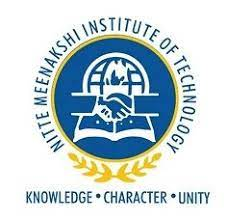 NITTE MEENAKSHI INSTITUTE OF TECHNOLOGY
KNOWLEDGE • CHARACTER • UNITY